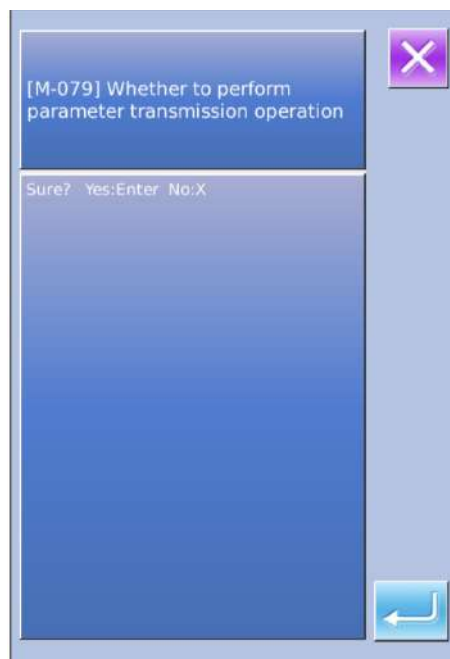 [M-079] Whether to perform
parameter transmission operation
Sure? Yes:Enter No:X